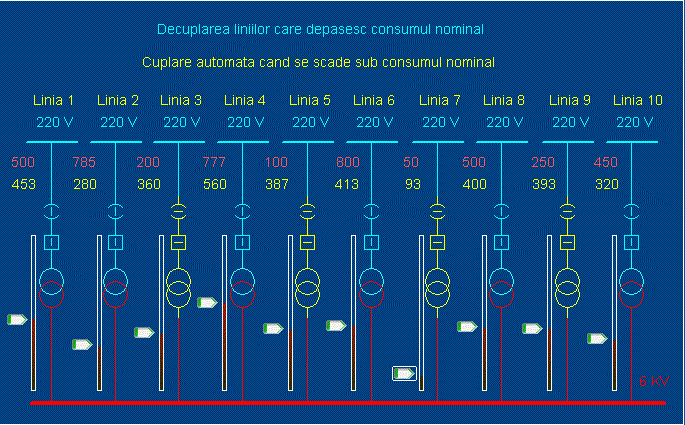 Decuplarea liniilor care depasesc consumul nominal
Cuplare automata cand se scade sub consumul nominal
Linia 1 Linia 2 Linia 3 Linia 4 Linia 5 Linia 6 Linia 7 Linia 8 Linia 9 Linia 10
220 V 220 V 220 V 220 V 220 V 220 V 220 V 220 V 220 V 220 V
500 785 200 777 100 800 50 500 250 450
453 280 360 560 387 413 93 400 393 320
6 KV